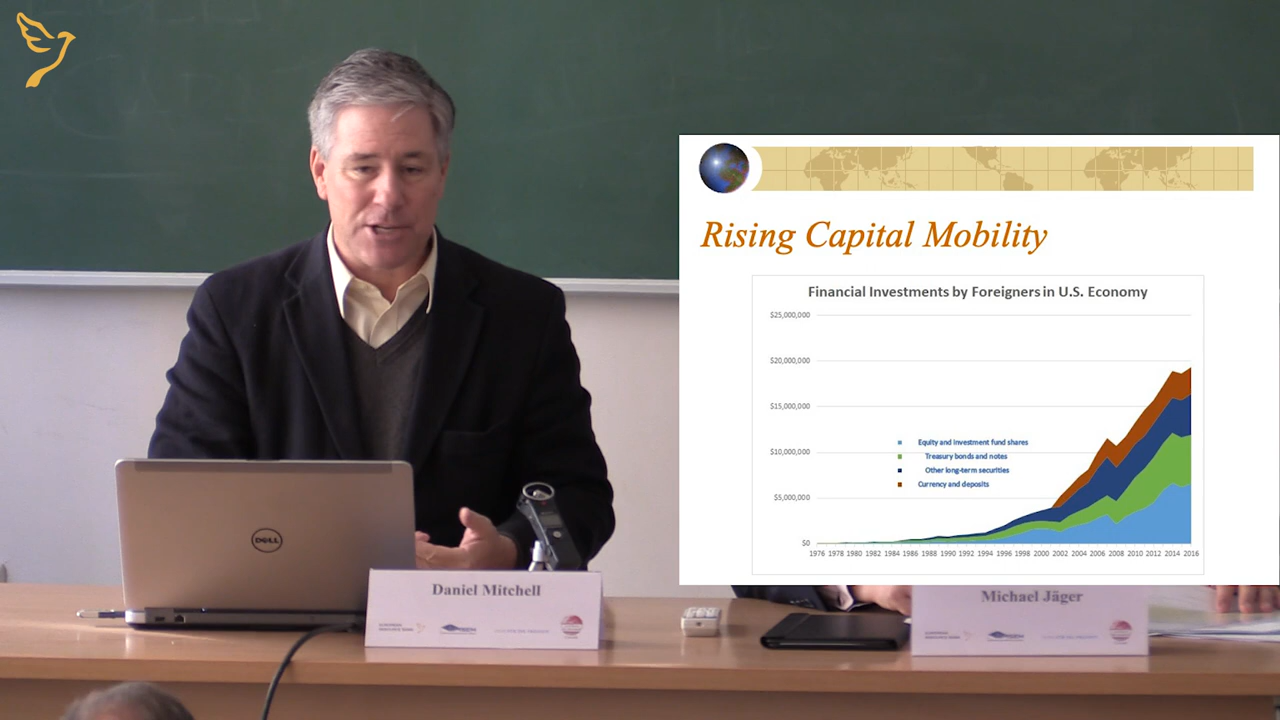 Rising Capital Mobility
Financial Investments by Foreigners in U.S. Economy
$25,000,000
$20,000,000
$15,000,000
$10,000,000
$5,000,000
$0
Equity and investment fund shares
Treasury bonds and notes
Other long-term securities
Currency and deposits
1976 1978 1980 1982 1984 1986 1988 1990 1992 1994 1996 1998 2000 2002 2004 2006 2008 2010 2012 2014 2016
DELL
Daniel Mitchell
Michael Jäger